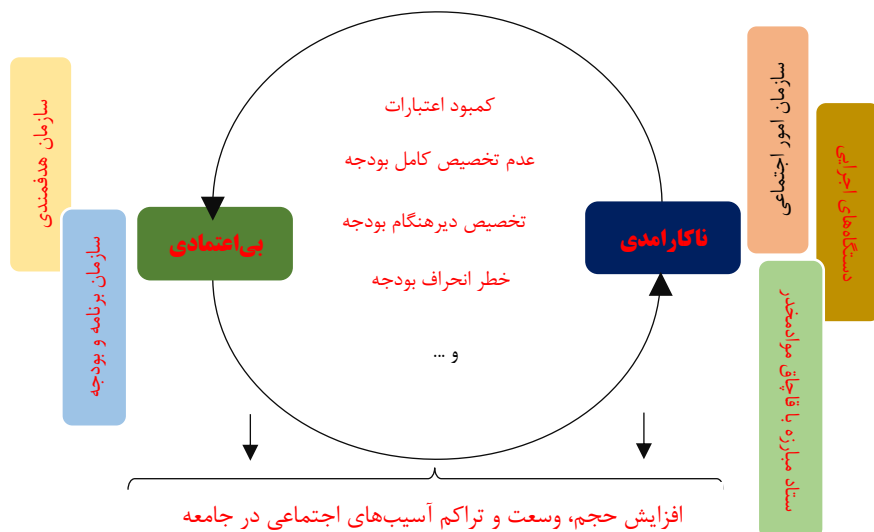 سازمان امور اجتماعی
دستگاه‌های اجرایی
ستاد مبارزه با قاچاق موادمخدر
ناکارامدی
کمبود اعتبارات
عدم تخصیص کامل بودجه
تخصیص دیرهنگام بودجه
خطر انحراف بودجه
و ...
بی‌اعتمادی
سازمان هدفمندی
سازمان برنامه و بودجه
افزایش حجم، وسعت و تراکم آسیب‌های اجتماعی در جامعه